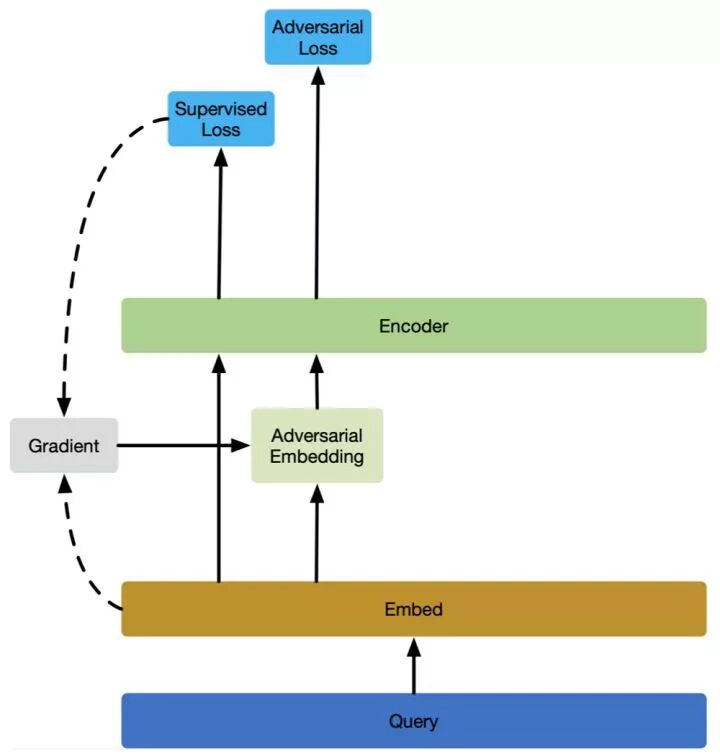 Adversarial
Loss
Supervised
Loss
Encoder
Adversarial
Embedding
Gradient
Embed
Query